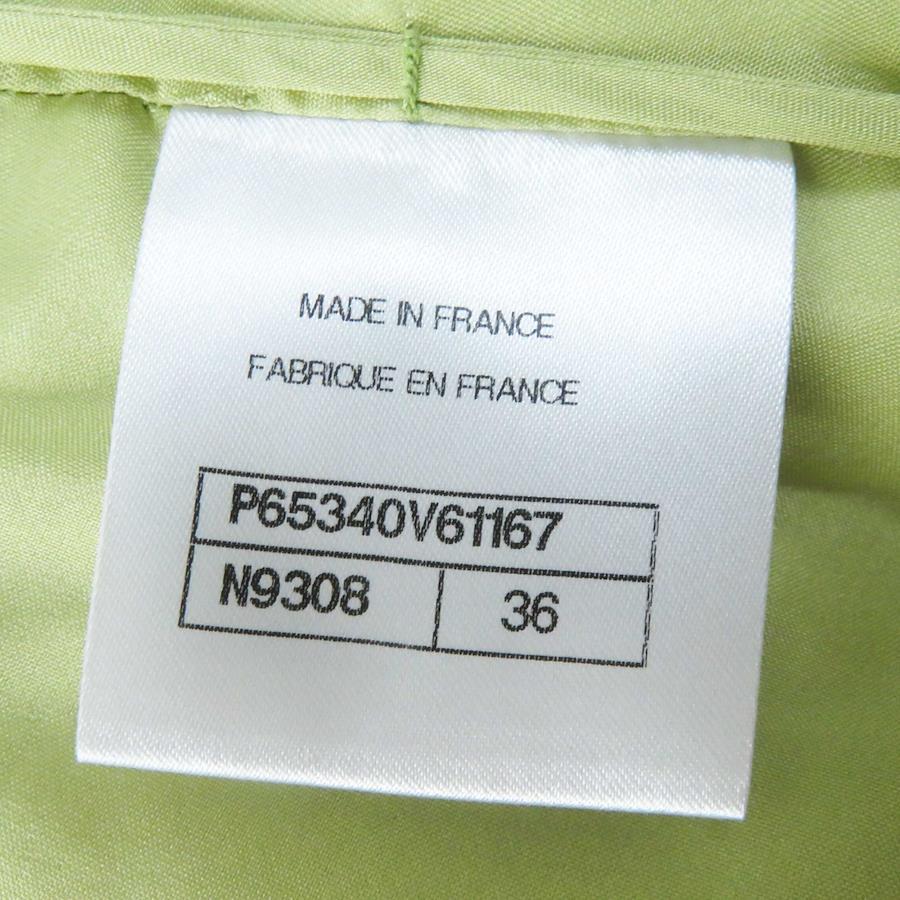 MADE IN FRANCE
FABRIQUE EN FRANCE
P65340V61167
N9308 36